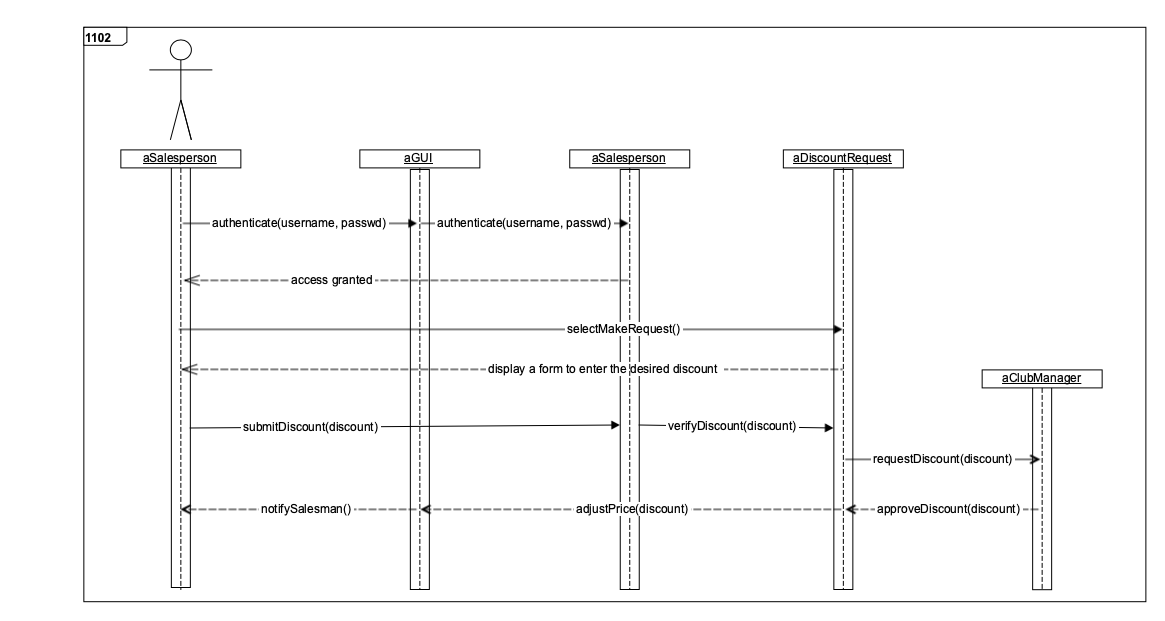 1102
aSalesperson
aGUI
aSalesperson
aDiscountRequest
authenticate(username, passwd)
authenticate(username, passwd)
access granted
selectMakeRequest()
display a form to enter the desired discount
aClubManager
submitDiscount(discount)
verifyDiscount(discount)
requestDiscount(discount)
notifySalesman()
adjustPrice(discount)
approveDiscount(discount)